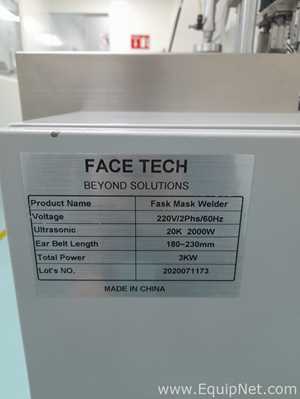 FACE TECH
BEYOND SOLUTIONS
Product Name Fask Mask Welder
Voltage 220V/2Phs/60Hz
Ultrasonic 20K 2000W
Ear Belt Length 180~230mm
Total Power 3KW
Lot's NO. 2020071173
MADE IN CHINA
www.EquipNet.com